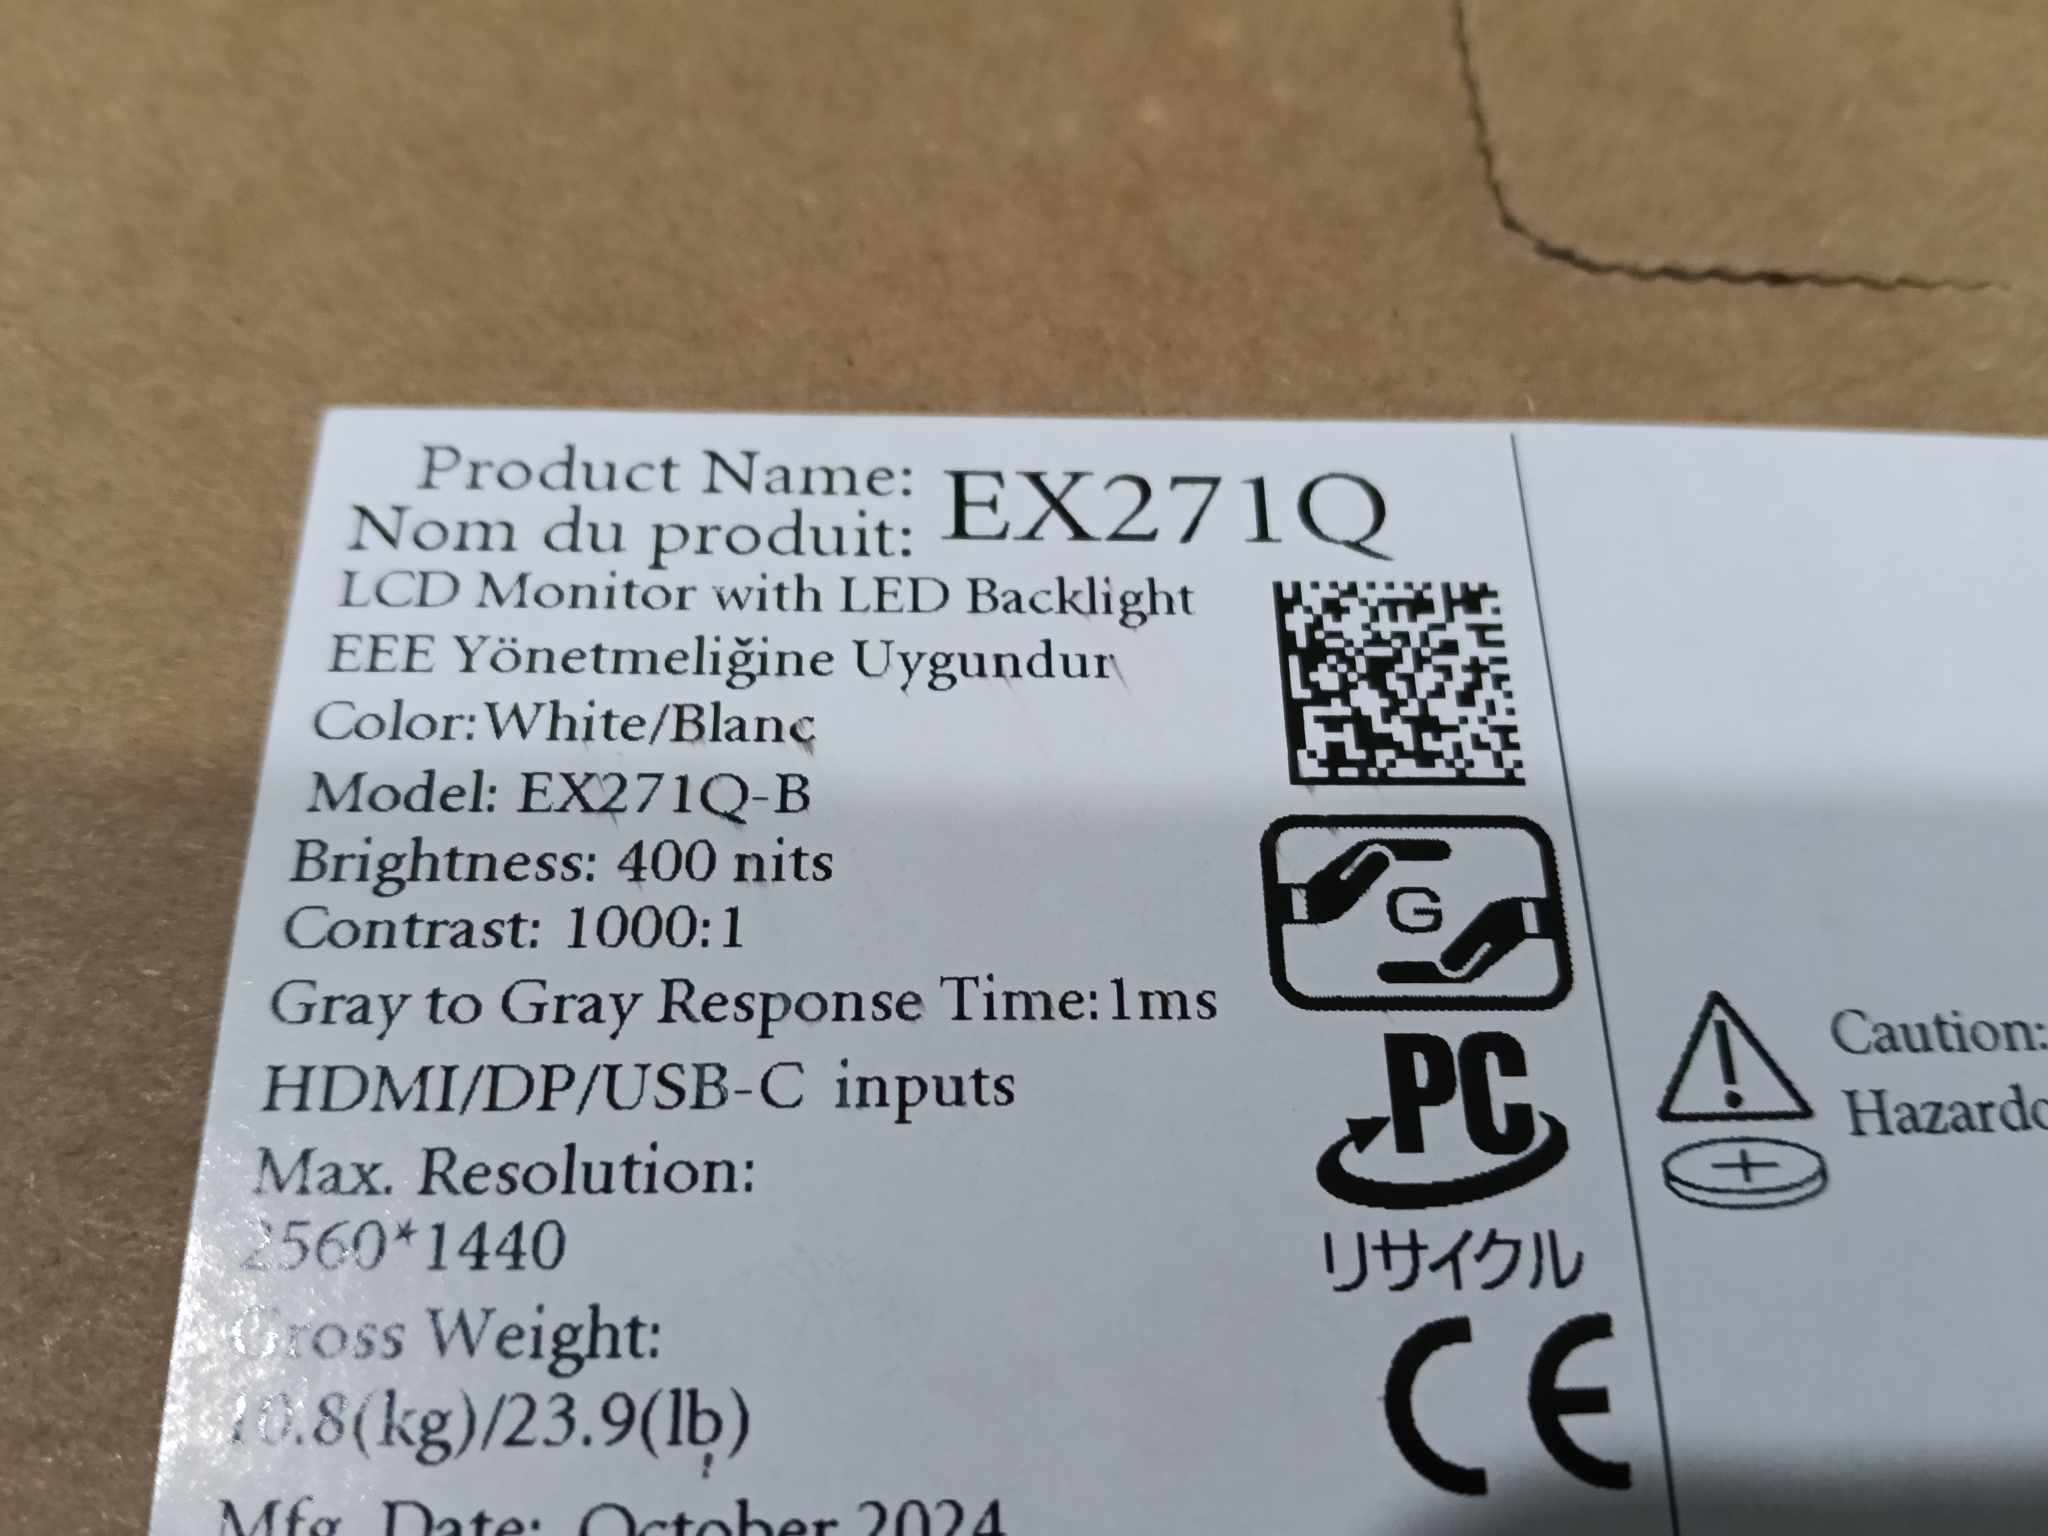 Product Name:
Nom du produit:
EX271Q
LCD Monitor with LED Backlight
EEE Yönetmeliğine Uygundur
Color:White/Blanc
Model: EX271Q-B
Brightness: 400 nits
Contrast: 1000:1
Gray to Gray Response Time:1ms
HDMI/DP/USB-C inputs
Max. Resolution:
2560*1440
Gross Weight:
10.8(kg)/23.9(lb)
Mfg. Date: October 2024
G
PC
リサイクル
CE
Caution: